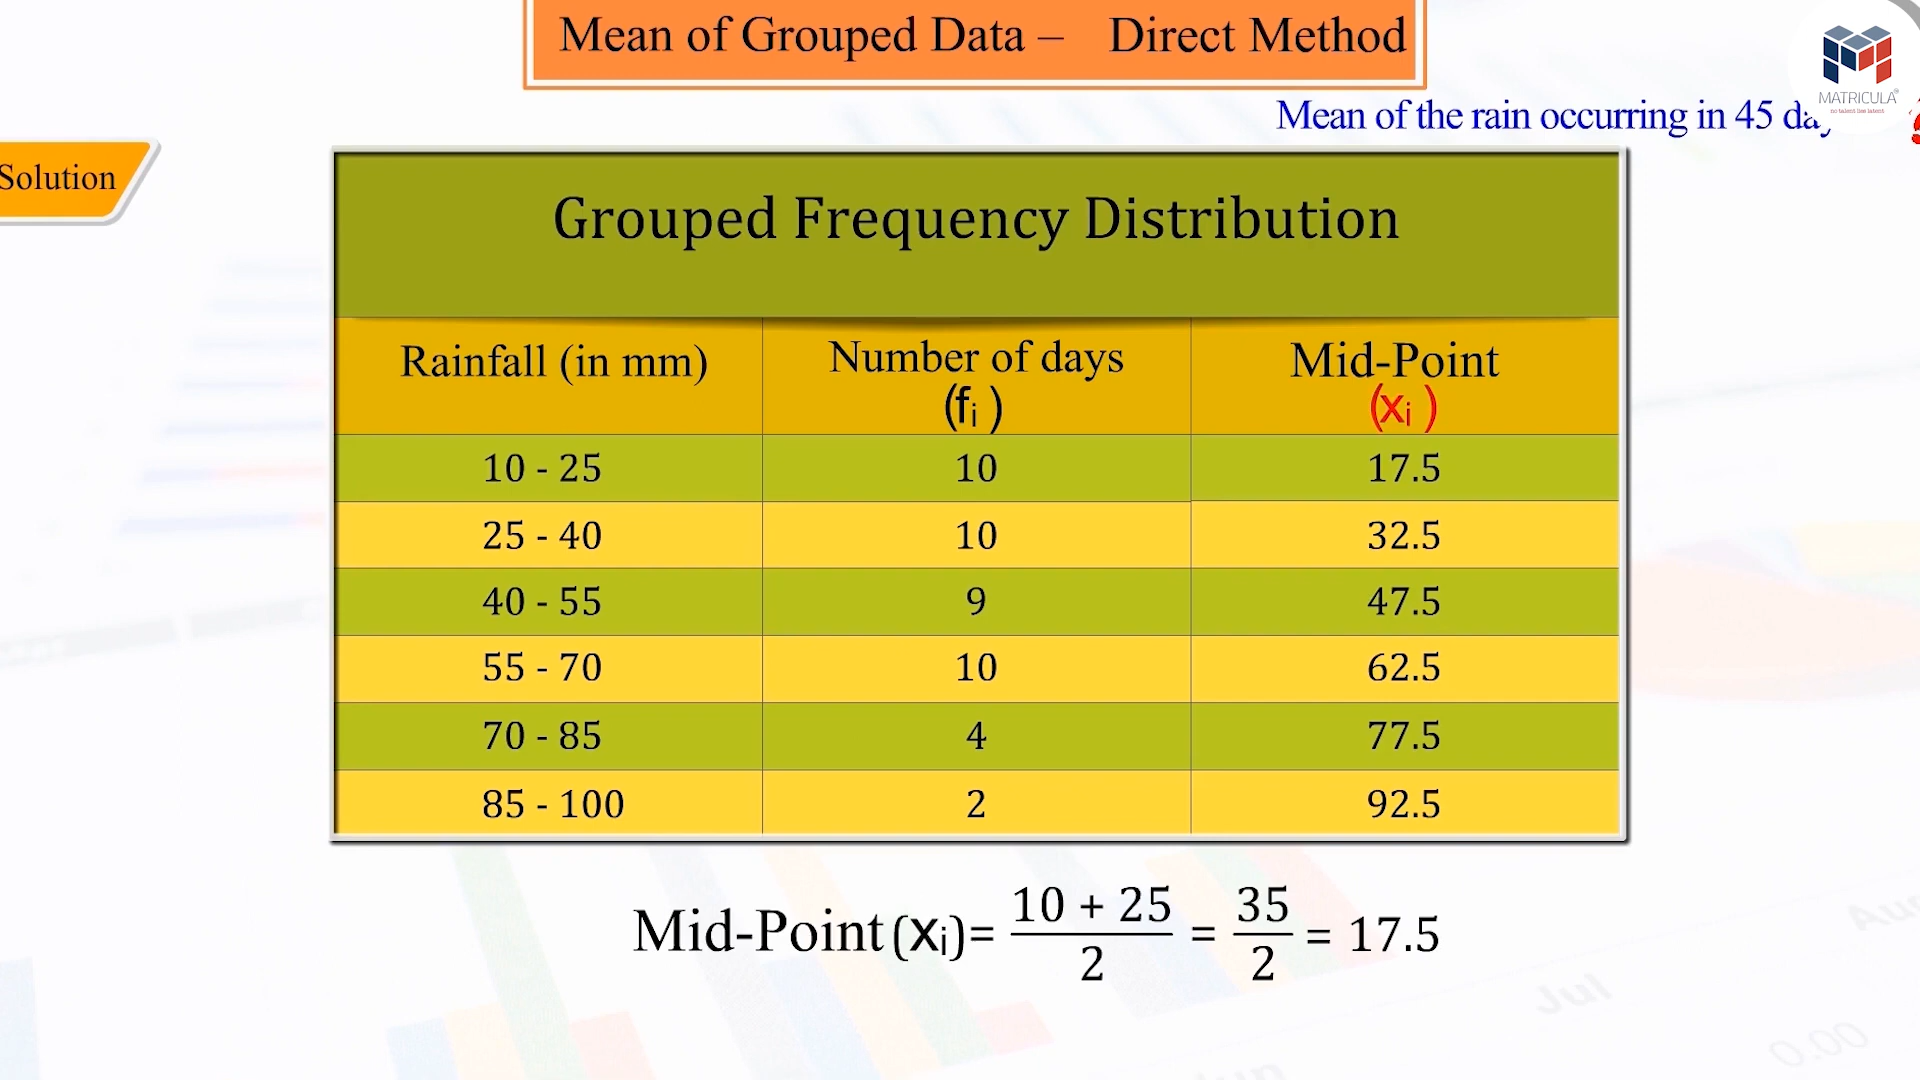 Mean of Grouped Data – Direct Method
MATRICULA
Mean of the rain occurring in 45
Solution
Grouped Frequency Distribution
Rainfall (in mm) Number of days (fi ) Mid-Point (xi )
10 - 25 10 17.5
25 - 40 10 32.5
40 - 55 9 47.5
55 - 70 10 62.5
70 - 85 4 77.5
85 - 100 2 92.5
Mid-Point (xi)= 10 + 25 / 2 = 35 / 2 = 17.5
Jul
0.00